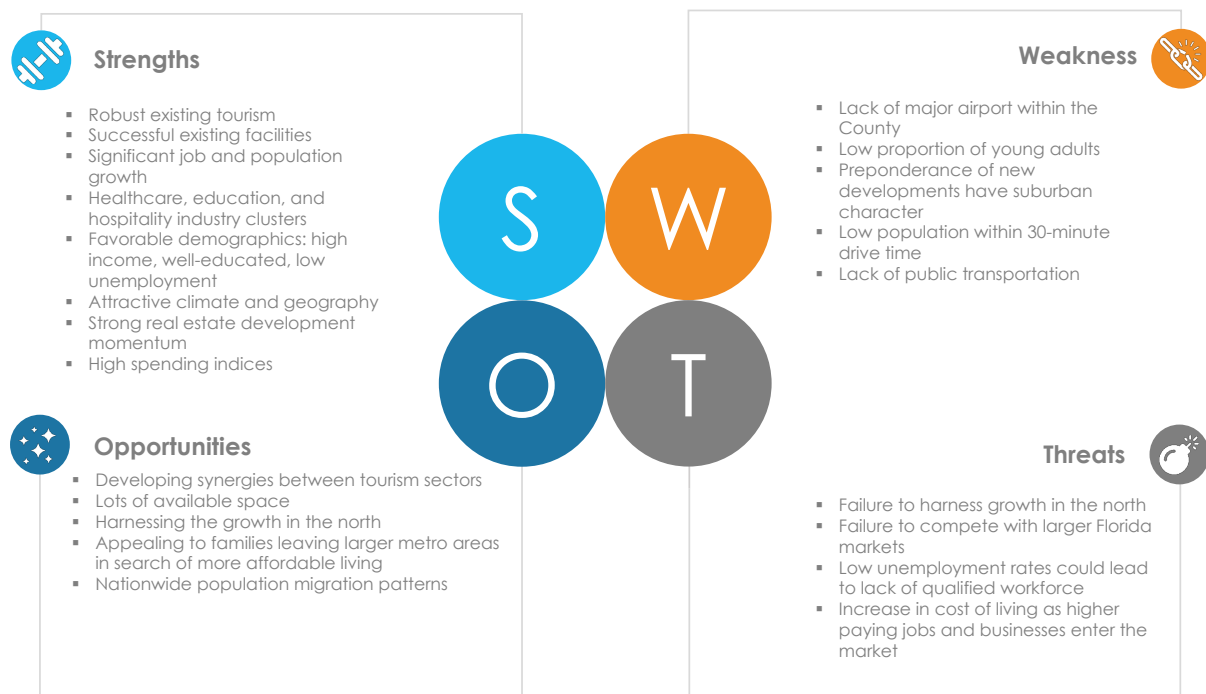 Strengths
▪ Robust existing tourism
▪ Successful existing facilities
▪ Significant job and population
growth
▪ Healthcare, education, and
hospitality industry clusters
▪ Favorable demographics: high
income, well-educated, low
unemployment
▪ Attractive climate and geography
▪ Strong real estate development
momentum
▪ High spending indices
Weakness
▪ Lack of major airport within the
County
▪ Low proportion of young adults
▪ Preponderance of new
developments have suburban
character
▪ Low population within 30-minute
drive time
▪ Lack of public transportation
S
W
O
T
Opportunities
▪ Developing synergies between tourism sectors
▪ Lots of available space
▪ Harnessing the growth in the north
▪ Appealing to families leaving larger metro areas
in search of more affordable living
▪ Nationwide population migration patterns
Threats
▪ Failure to harness growth in the north
▪ Failure to compete with larger Florida
markets
▪ Low unemployment rates could lead
to lack of qualified workforce
▪ Increase in cost of living as higher
paying jobs and businesses enter the
market